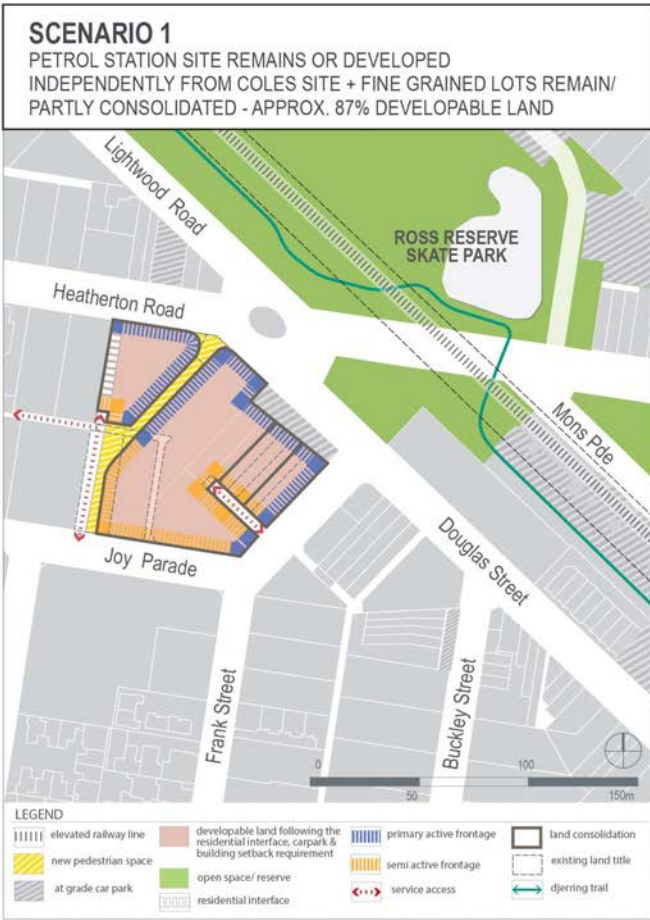 SCENARIO 1
PETROL STATION SITE REMAINS OR DEVELOPED
INDEPENDENTLY FROM COLES SITE + FINE GRAINED LOTS REMAIN/
PARTLY CONSOLIDATED - APPROX. 87% DEVELOPABLE LAND
Lightwood Road
ROSS RESERVE
SKATE PARK
Heatherton Road
Mons Pde
Joy Parade
Douglas Street
Frank Street
Buckley Street
0
100
50
150m
LEGEND
elevated railway line
new pedestrian space
at grade car park
developable land following the
residential interface, carpark &
building setback requirement
open space/ reserve
residential interface
primary active frontage
semi active frontage
service access
land consolidation
existing land title
djerring trail